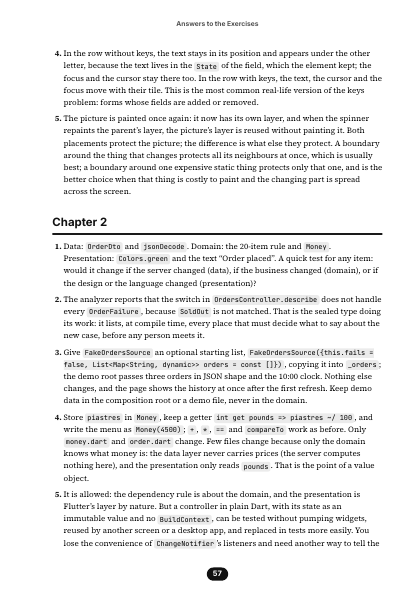 Answers to the Exercises
4. In the row without keys, the text stays in its position and appears under the other
letter, because the text lives in the State of the field, which the element kept; the
focus and the cursor stay there too. In the row with keys, the text, the cursor and the
focus move with their tile. This is the most common real-life version of the keys
problem: forms whose fields are added or removed.
5. The picture is painted once again: it now has its own layer, and when the spinner
repaints the parent's layer, the picture's layer is reused without painting it. Both
placements protect the picture; the difference is what else they protect. A boundary
around the thing that changes protects all its neighbours at once, which is usually
best; a boundary around one expensive static thing protects only that one, and is the
better choice when that thing is costly to paint and the changing part is spread
across the screen.
Chapter 2
1. Data: OrderDto and jsonDecode. Domain: the 20-item rule and Money.
Presentation: Colors.green and the text "Order placed". A quick test for any item:
would it change if the server changed (data), if the business changed (domain), or if
the design or the language changed (presentation)?
2. The analyzer reports that the switch in OrdersController.describe does not handle
every OrderFailure, because SoldOut is not matched. That is the sealed type doing
its work: it lists, at compile time, every place that must decide what to say about the
new case, before any person meets it.
3. Give FakeOrdersSource an optional starting list, FakeOrdersSource({this.fails =
false, List<Map<String, dynamic>> orders = const []}), copying it into _orders;
the demo root passes three orders in JSON shape and the 10:00 clock. Nothing else
changes, and the page shows the history at once after the first refresh. Keep demo
data in the composition root or a demo file, never in the domain.
4. Store piastres in Money, keep a getter int get pounds => piastres ~/ 100, and
write the menu as Money(4500); +, *, == and compareTo work as before. Only
money.dart and order.dart change. Few files change because only the domain
knows what money is: the data layer never carries prices (the server computes
nothing here), and the presentation only reads pounds. That is the point of a value
object.
5. It is allowed: the dependency rule is about the domain, and the presentation is
Flutter's layer by nature. But a controller in plain Dart, with its state as an
immutable value and no BuildContext, can be tested without pumping widgets,
reused by another screen or a desktop app, and replaced in tests more easily. You
lose the convenience of ChangeNotifier's listeners and need another way to tell the
57